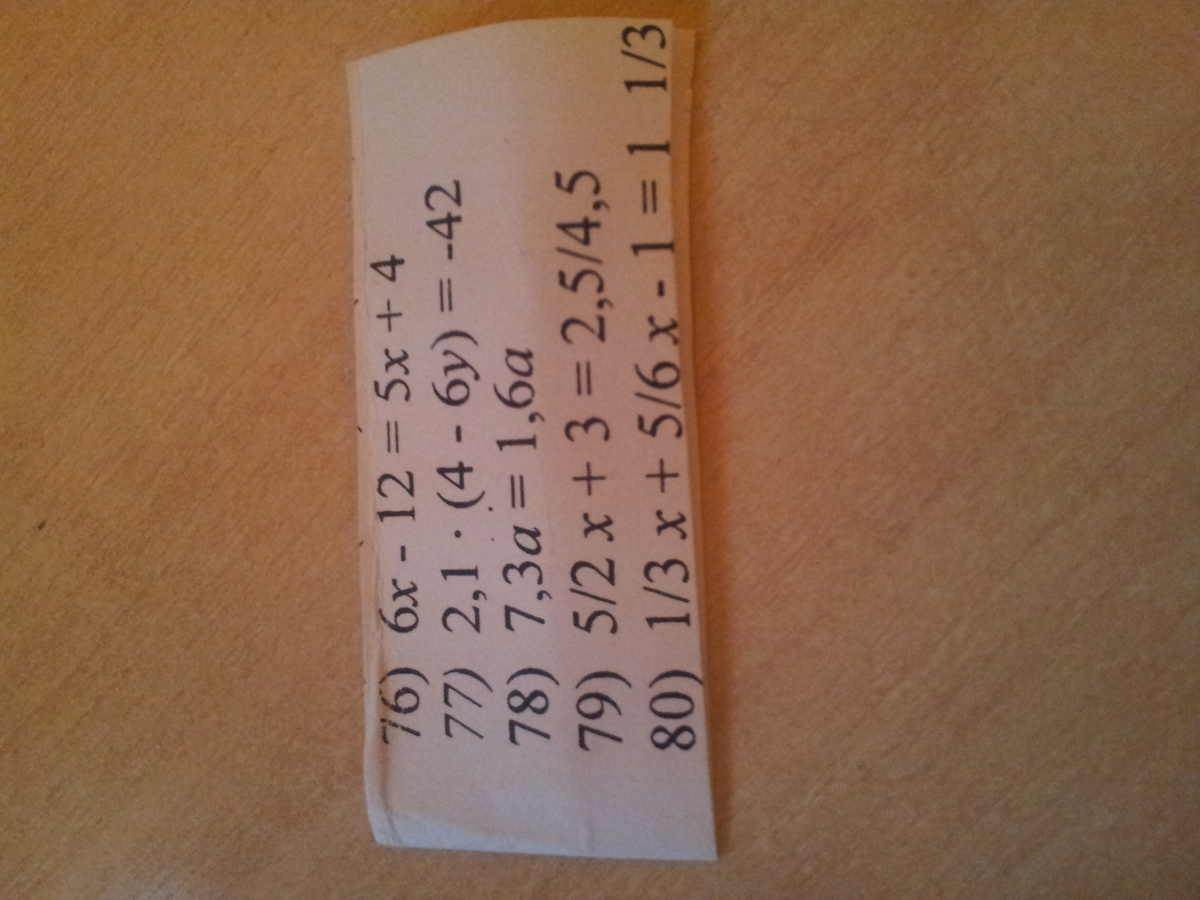 76) 6x - 12 = 5x + 4
77) 2,1 · (4 - 6y) = -42
78) 7,3a = 1,6a
79) 5/2 x + 3 = 2,5/4,5
80) 1/3 x + 5/6 x - 1 = 1 1/3